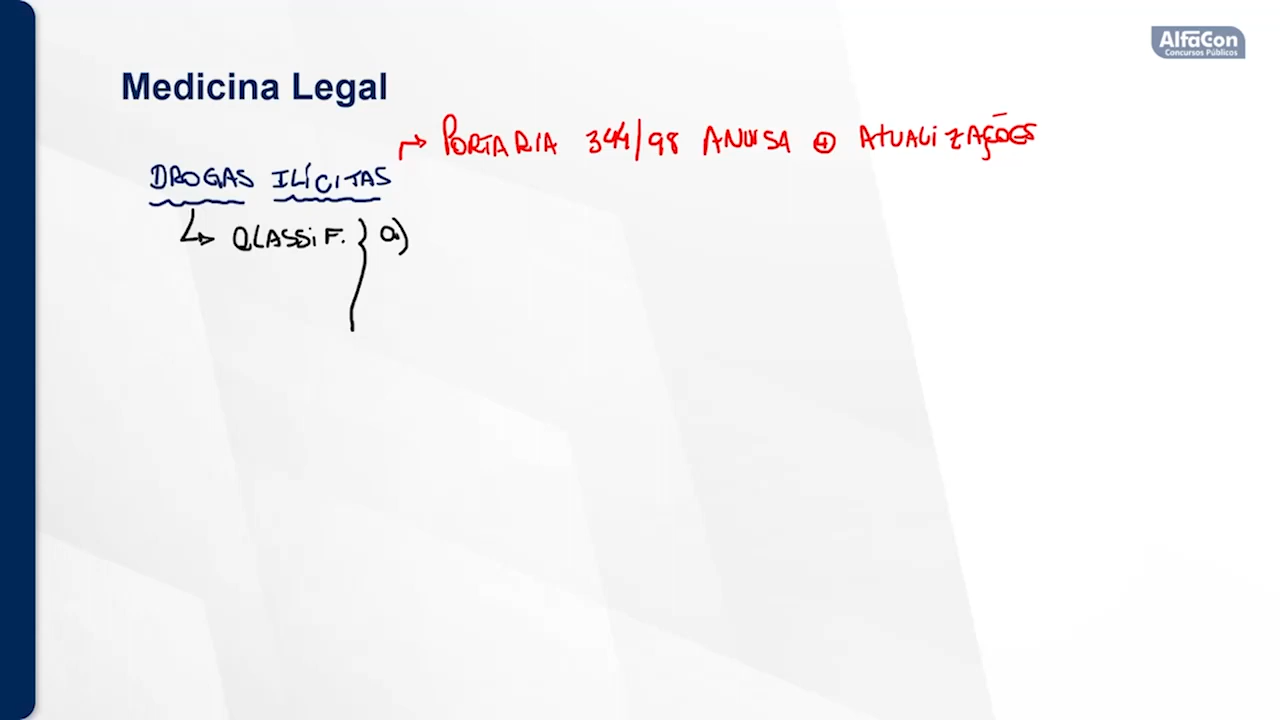 AlfaCon
Concursos Públicos
Medicina Legal
PORTARIA 344/98 ANVISA + ATUALIZAÇÕES
DROGAS ILÍCITAS
CLASSIF. } a)